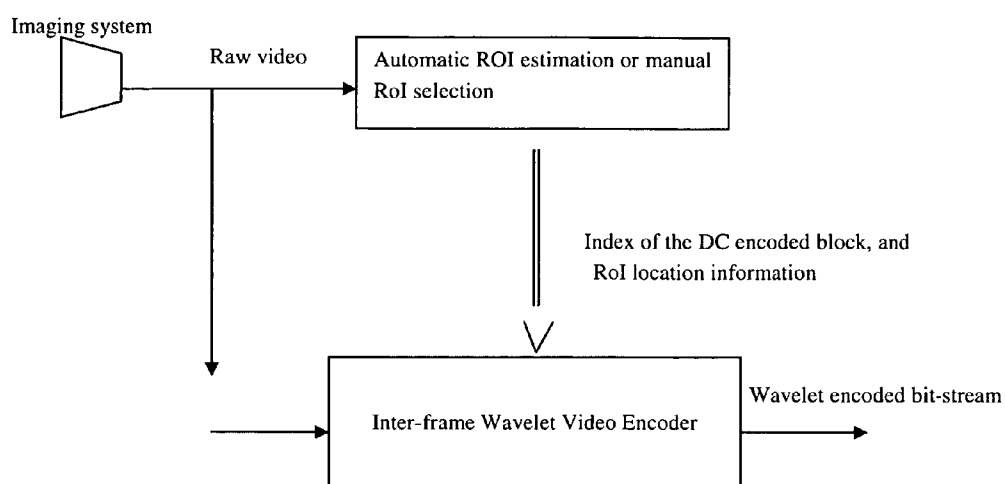 Imaging system
Raw video
Automatic ROI estimation or manual
RoI selection
Index of the DC encoded block, and
RoI location information
Inter-frame Wavelet Video Encoder
Wavelet encoded bit-stream